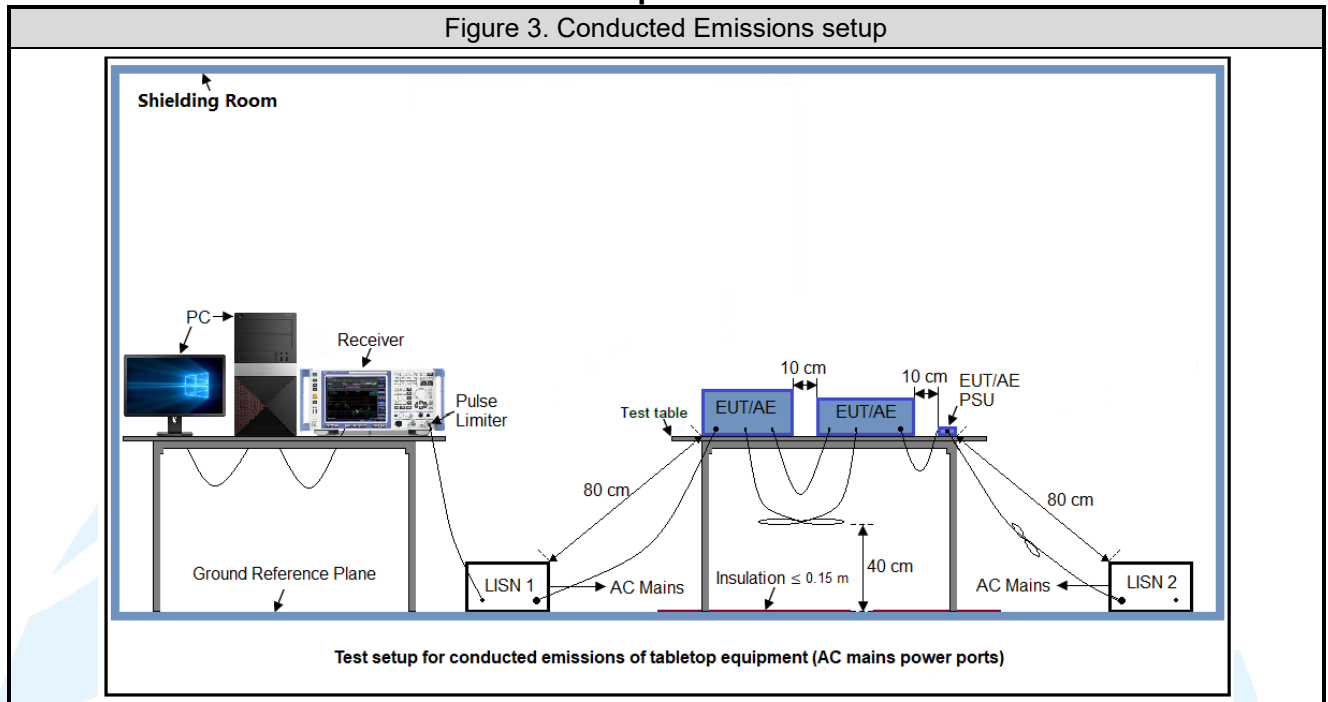 Figure 3. Conducted Emissions setup
Shielding Room
PC
Receiver
Pulse
Limiter
10 cm
10 cm
EUT/AE
PSU
EUT/AE
EUT/AE
Test table
80 cm
80 cm
Ground Reference Plane
LISN 1
AC Mains
Insulation ≤ 0.15 m
40 cm
AC Mains
LISN 2
Test setup for conducted emissions of tabletop equipment (AC mains power ports)